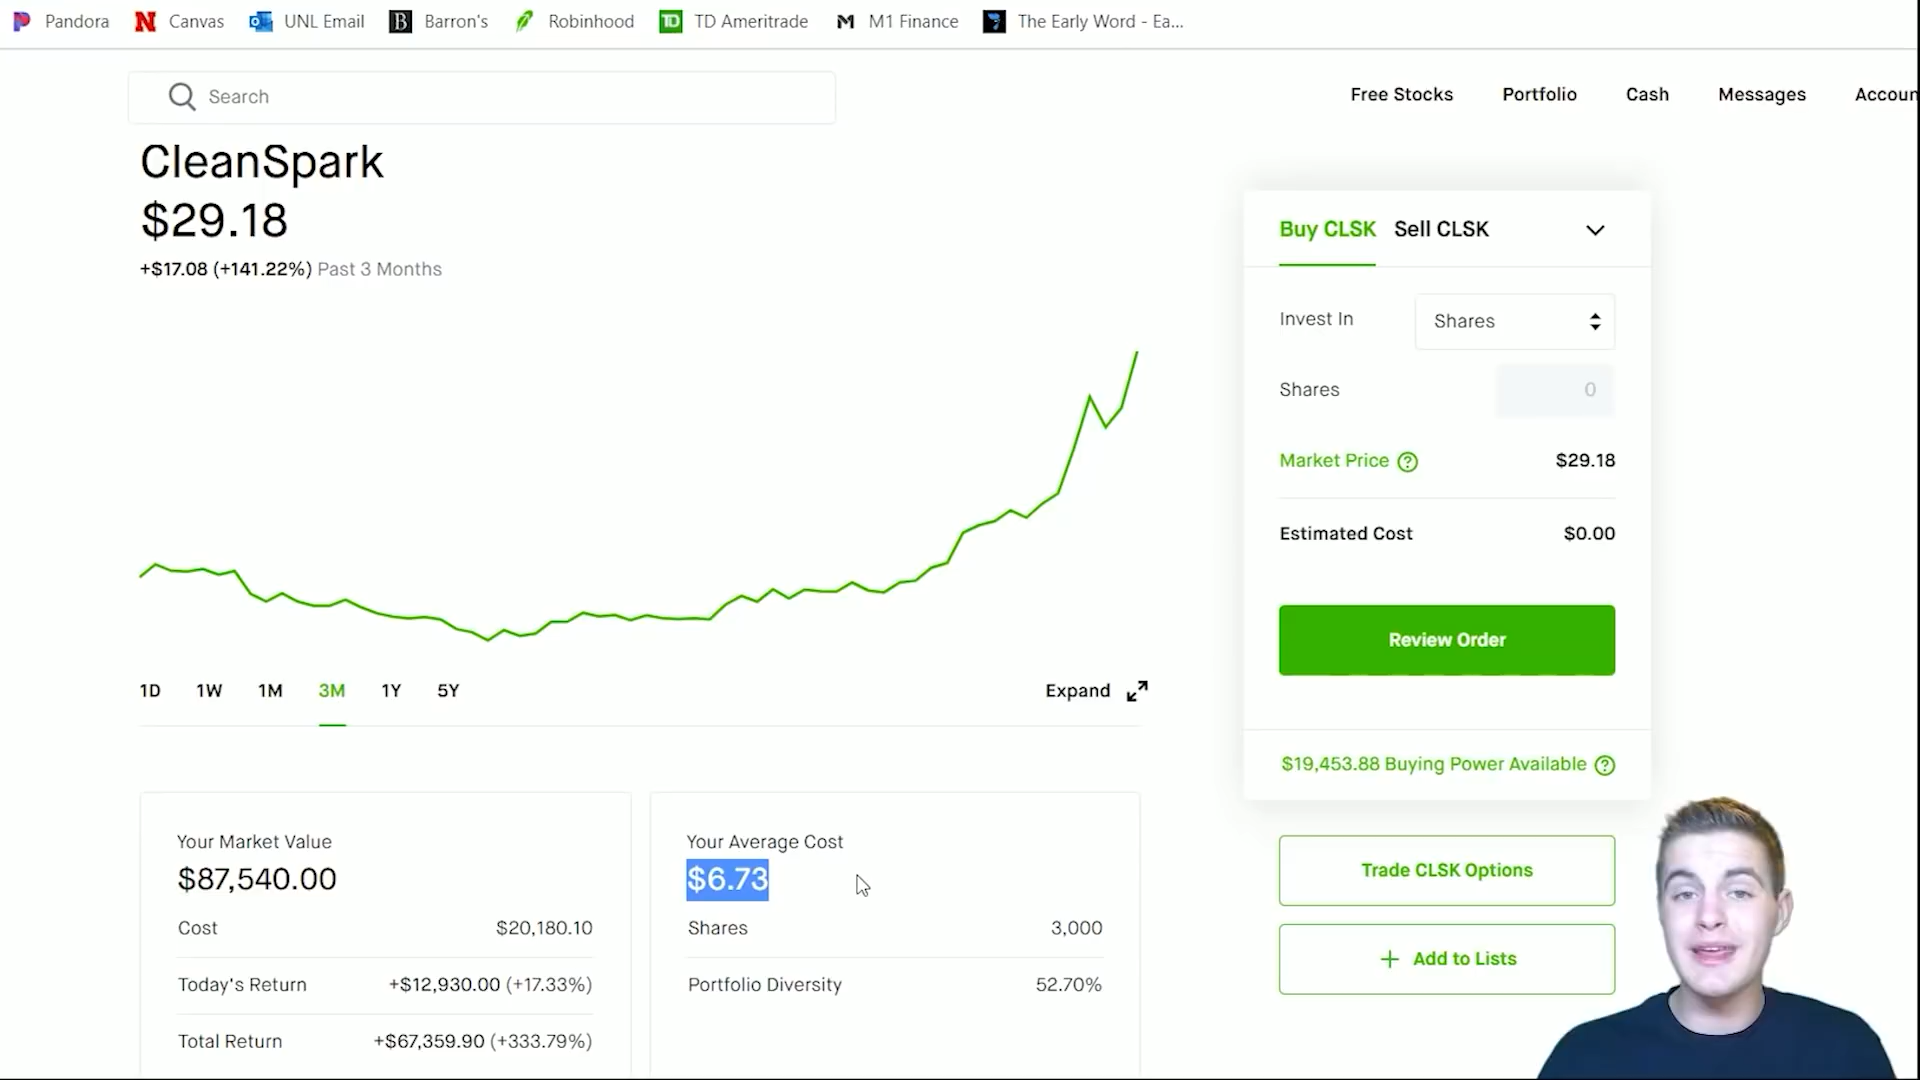 Pandora Canvas UNL Email Barron's Robinhood TD Ameritrade M1 Finance The Early Word - Ea...
Search
Free Stocks Portfolio Cash Messages Accoun
CleanSpark
$29.18
+$17.08 (+141.22%) Past 3 Months
1D 1W 1M 3M 1Y 5Y
Expand
Your Market Value
$87,540.00
Cost $20,180.10
Today's Return +$12,930.00 (+17.33%)
Total Return +$67,359.90 (+333.79%)
Your Average Cost
$6.73
Shares 3,000
Portfolio Diversity 52.70%
Buy CLSK Sell CLSK
Invest In Shares
Shares 0
Market Price ? $29.18
Estimated Cost $0.00
Review Order
$19,453.88 Buying Power Available ?
Trade CLSK Options
+ Add to Lists